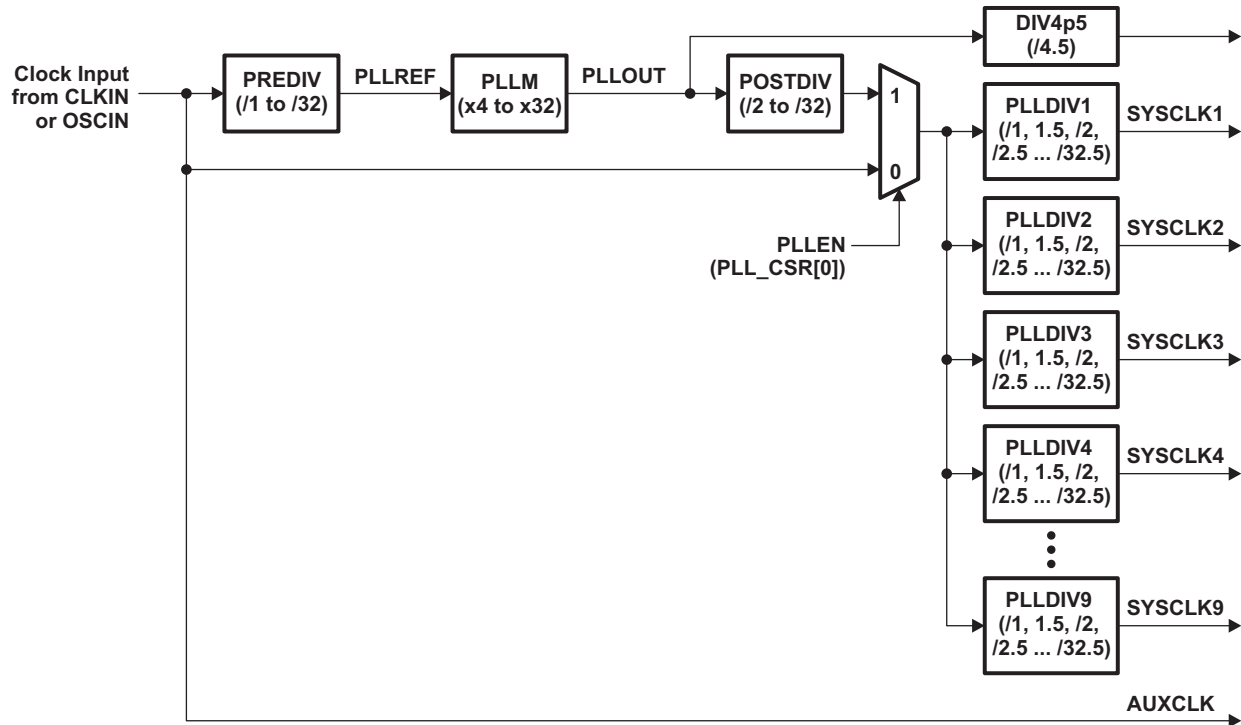 Clock Input
from CLKIN
or OSCIN
PREDIV
(/1 to /32)
PLLREF
PLLM
(x4 to x32)
PLLOUT
POSTDIV
(/2 to /32)
1
0
PLLEN
(PLL_CSR[0])
DIV4p5
(/4.5)
PLLDIV1
(/1, 1.5, /2,
/2.5 ... /32.5)
SYSCLK1
PLLDIV2
(/1, 1.5, /2,
/2.5 ... /32.5)
SYSCLK2
PLLDIV3
(/1, 1.5, /2,
/2.5 ... /32.5)
SYSCLK3
PLLDIV4
(/1, 1.5, /2,
/2.5 ... /32.5)
SYSCLK4
PLLDIV9
(/1, 1.5, /2,
/2.5 ... /32.5)
SYSCLK9
AUXCLK